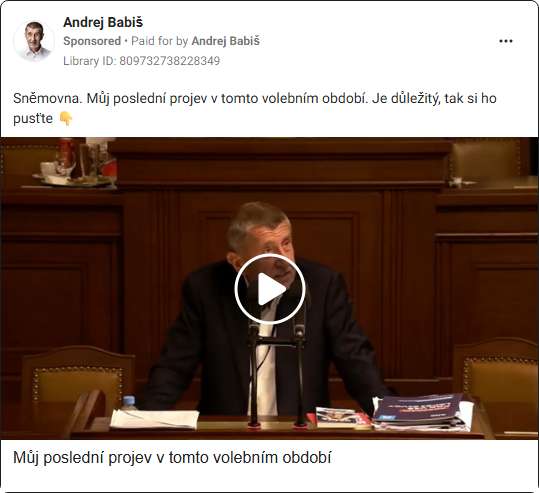 Andrej Babiš
Sponsored • Paid for by Andrej Babiš
Library ID: 809732738228349
Sněmovna. Můj poslední projev v tomto volebním období. Je důležitý, tak si ho
pusťte 👇
Můj poslední projev v tomto volebním období